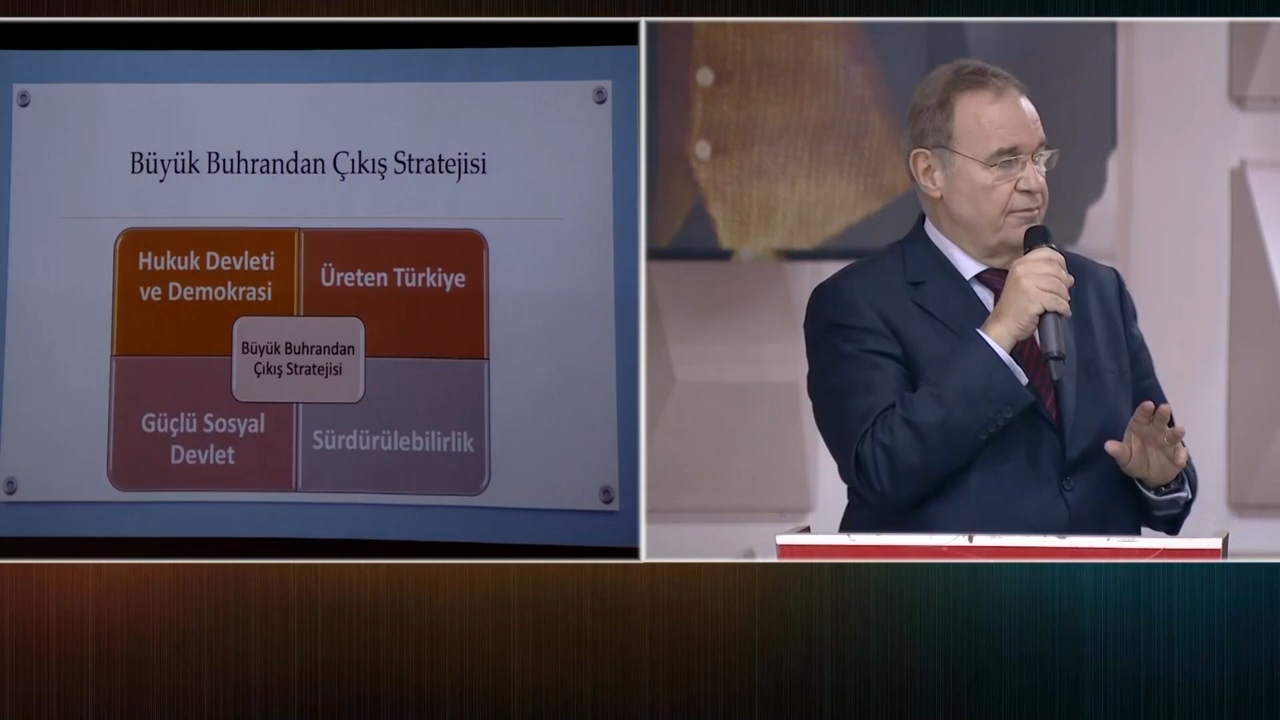 Büyük Buhrandan Çıkış Stratejisi
Hukuk Devleti
ve Demokrasi
Üreten Türkiye
Büyük Buhrandan
Çıkış Stratejisi
Güçlü Sosyal
Devlet
Sürdürülebilirlik